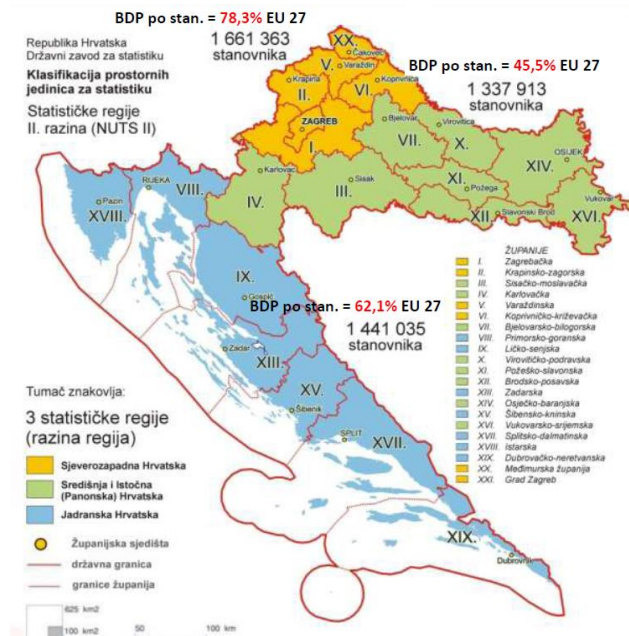 BDP po stan. = 78,3% EU 27
1 661 363
stanovnika
Republika Hrvatska
Državni zavod za statistiku
Klasifikacija prostornih
jedinica za statistiku
Statističke regije
II. razina (NUTS II)
BDP po stan. = 45,5% EU 27
1 337 913
stanovnika
XX.
Čakovec
V.
Varaždin
Krapina
II.
VI.
Koprivnica
ZAGREB
I.
Bjelovar
VII.
Virovitica
X.
XIV.
OSIJEK
Karlovac
IV.
III.
Sisak
XI.
Požega
XII.
Slavonski Brod
Vukovar
XVI.
RIJEKA
Pazin
XVIII.
VIII.
IX.
Gospić
BDP po stan. = 62,1% EU 27
1 441 035
stanovnika
Zadar
XIII.
XV.
Šibenik
SPLIT
XVII.
XIX.
Dubrovnik
ŽUPANIJE
I. Zagrebačka
II. Krapinsko-zagorska
III. Sisačko-moslavačka
IV. Karlovačka
V. Varaždinska
VI. Koprivničko-križevačka
VII. Bjelovarsko-bilogorska
VIII. Primorsko-goranska
IX. Ličko-senjska
X. Virovitičko-podravska
XI. Požeško-slavonska
XII. Brodsko-posavska
XIII. Zadarska
XIV. Osječko-baranjska
XV. Šibensko-kninska
XVI. Vukovarsko-srijemska
XVII. Splitsko-dalmatinska
XVIII. Istarska
XIX. Dubrovačko-neretvanska
XX. Međimurska županija
XXI. Grad Zagreb
Tumač znakovlja:
3 statističke regije
(razina regija)
Sjeverozapadna Hrvatska
Središnja i Istočna
(Panonska) Hrvatska
Jadranska Hrvatska
Županijska sjedišta
državna granica
granice županija
625 km2
100 km2
50
100 km